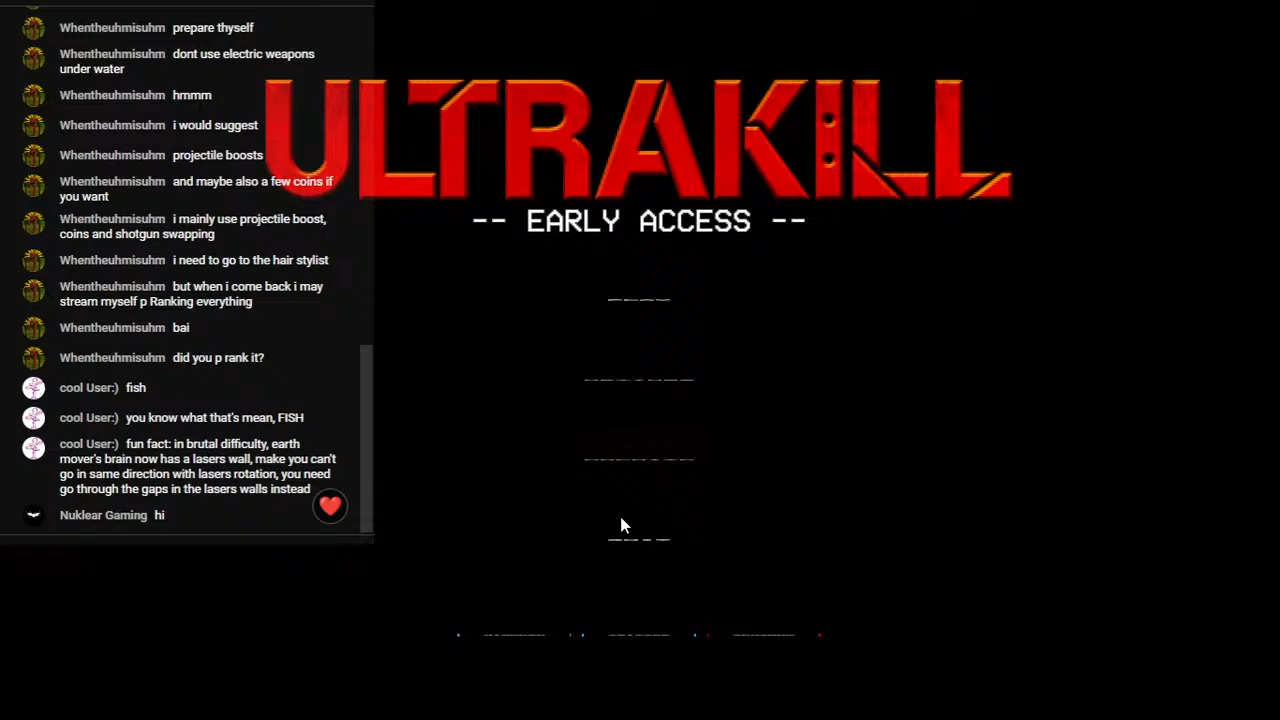 Whentheuhmisuhm prepare thyself
Whentheuhmisuhm dont use electric weapons
under water
Whentheuhmisuhm hmmm
Whentheuhmisuhm i would suggest
Whentheuhmisuhm projectile boosts
Whentheuhmisuhm and maybe also a few coins if
you want
Whentheuhmisuhm i mainly use projectile boost,
coins and shotgun swapping
Whentheuhmisuhm i need to go to the hair stylist
Whentheuhmisuhm but when i come back i may
stream myself p Ranking everything
Whentheuhmisuhm bai
Whentheuhmisuhm did you p rank it?
cool User:) fish
cool User:) you know what that's mean, FISH
cool User:) fun fact: in brutal difficulty, earth
mover's brain now has a lasers wall, make you can't
go in same direction with lasers rotation, you need
go through the gaps in the lasers walls instead
Nuklear Gaming hi
ULTRAKILL
-- EARLY ACCESS --